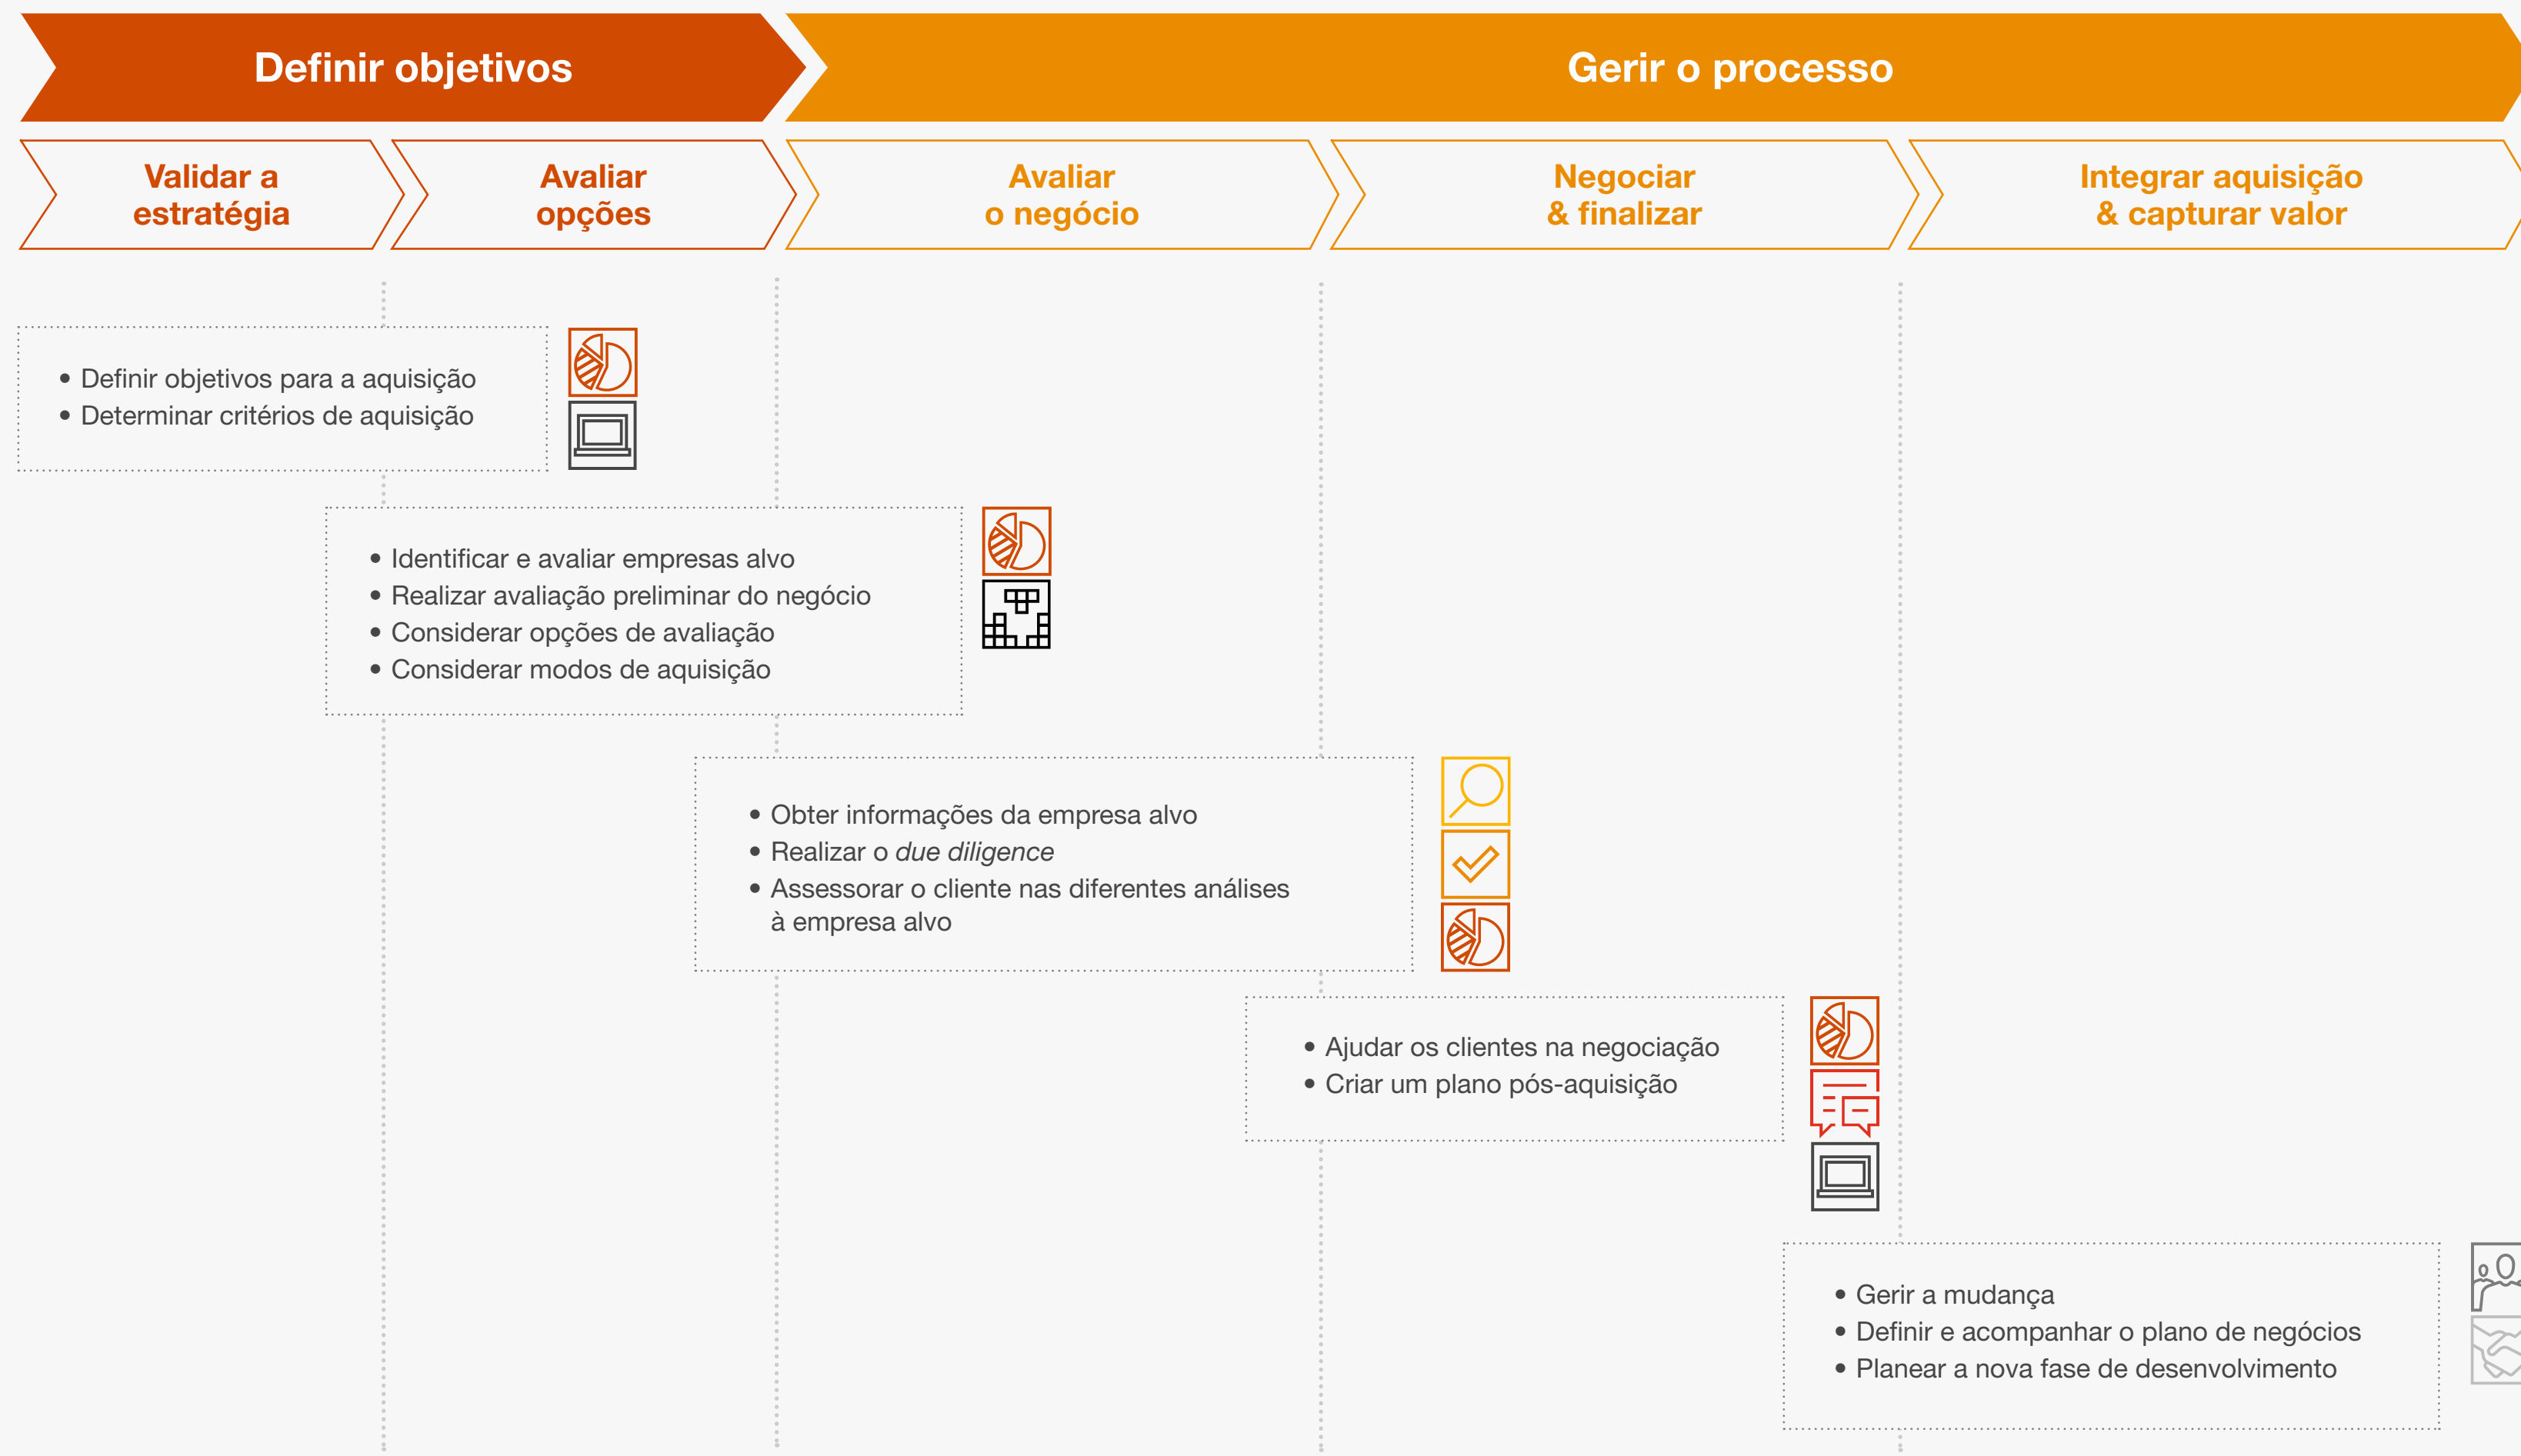 Definir objetivos
Gerir o processo
Validar a
estratégia
Avaliar
opções
Avaliar
o negócio
Negociar
& finalizar
Integrar aquisição
& capturar valor
• Definir objetivos para a aquisição
• Determinar critérios de aquisição
• Identificar e avaliar empresas alvo
• Realizar avaliação preliminar do negócio
• Considerar opções de avaliação
• Considerar modos de aquisição
• Obter informações da empresa alvo
• Realizar o due diligence
• Assessorar o cliente nas diferentes análises
à empresa alvo
• Ajudar os clientes na negociação
• Criar um plano pós-aquisição
• Gerir a mudança
• Definir e acompanhar o plano de negócios
• Planear a nova fase de desenvolvimento